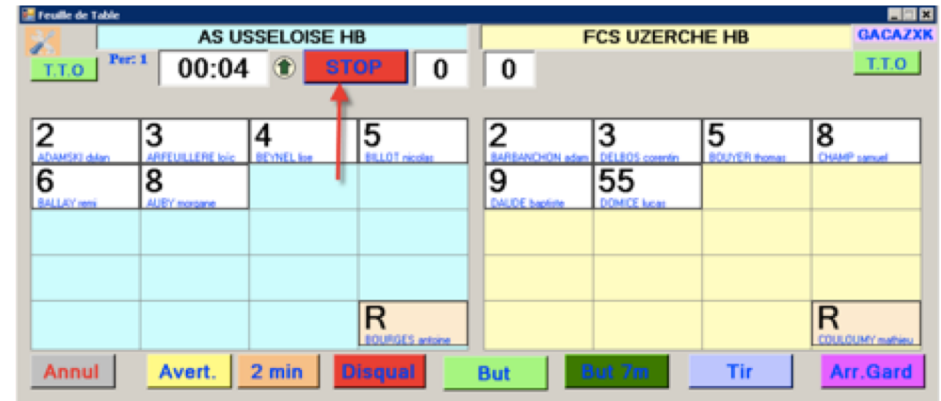 Feuille de Table
AS USSELOISE HB FCS UZERCHE HB GACAZXK
T.T.O Per: 1 00:04 STOP 0 0 T.T.O
2 3 4 5 2 3 5 8
ADAMSKI dylan ARFEUILLERE loïc BEYNEL lise BILLOT nicolas BARBANCHON adam DELBOS corentin BOUYER thomas CHAMP samuel
6 8 9 55
BALLAY remi AUBY morgane DAUDE baptiste DOMICE lucas
R R
BOURGES antoine COULOUMY mathieu
Annul Avert. 2 min Disqual But But 7m Tir Arr.Gard